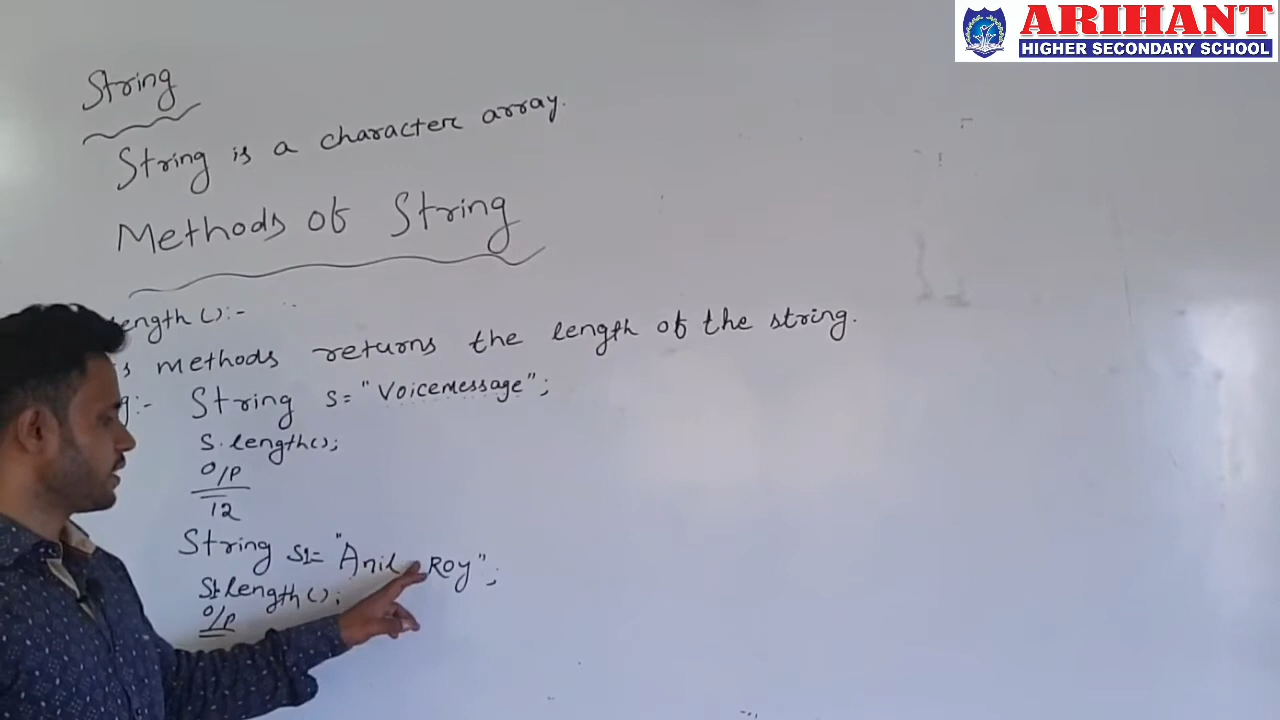 ARIHANT
HIGHER SECONDARY SCHOOL
String
String is a character array.
Methods of String
length():-
methods returns the length of the string.
:- String s= "Voicemessage";
s.length();
O/P
12
String s1= "Anil Roy";
s1.length();
O/P